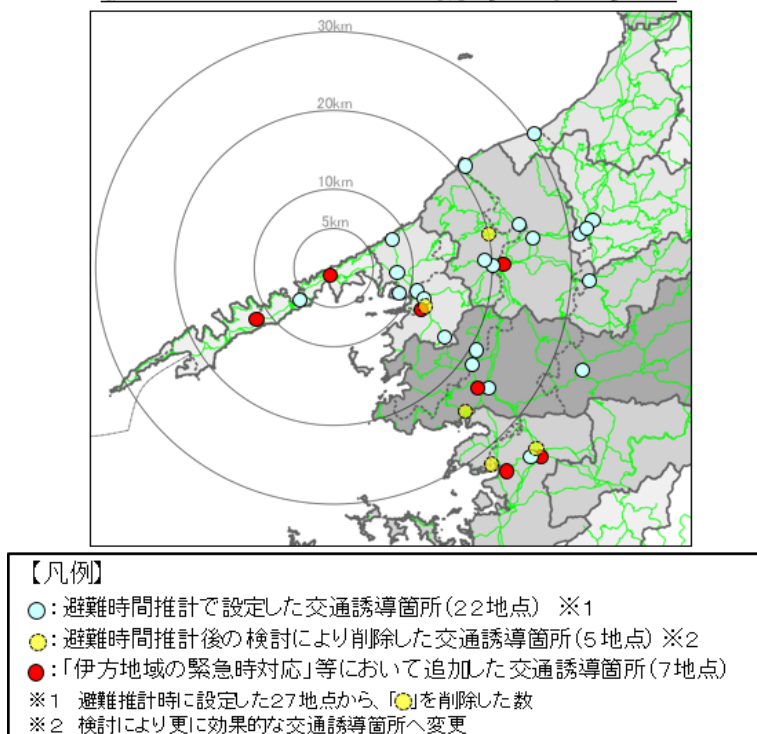 30km
20km
10km
5km
【凡例】
○：避難時間推計で設定した交通誘導箇所（22地点）　※1
○：避難時間推計後の検討により削除した交通誘導箇所（5地点）※2
●：「伊方地域の緊急時対応」等において追加した交通誘導箇所（7地点）
※1　避難推計時に設定した27地点から、「○」を削除した数
※2　検討により更に効果的な交通誘導箇所へ変更